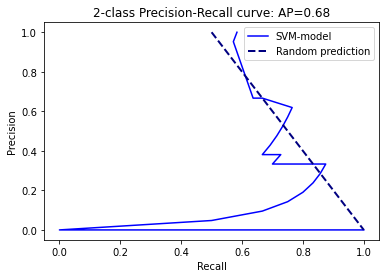 2-class Precision-Recall curve: AP=0.68
SVM-model
Random prediction
Precision
1.0
0.8
0.6
0.4
0.2
0.0
0.0 0.2 0.4 0.6 0.8 1.0
Recall